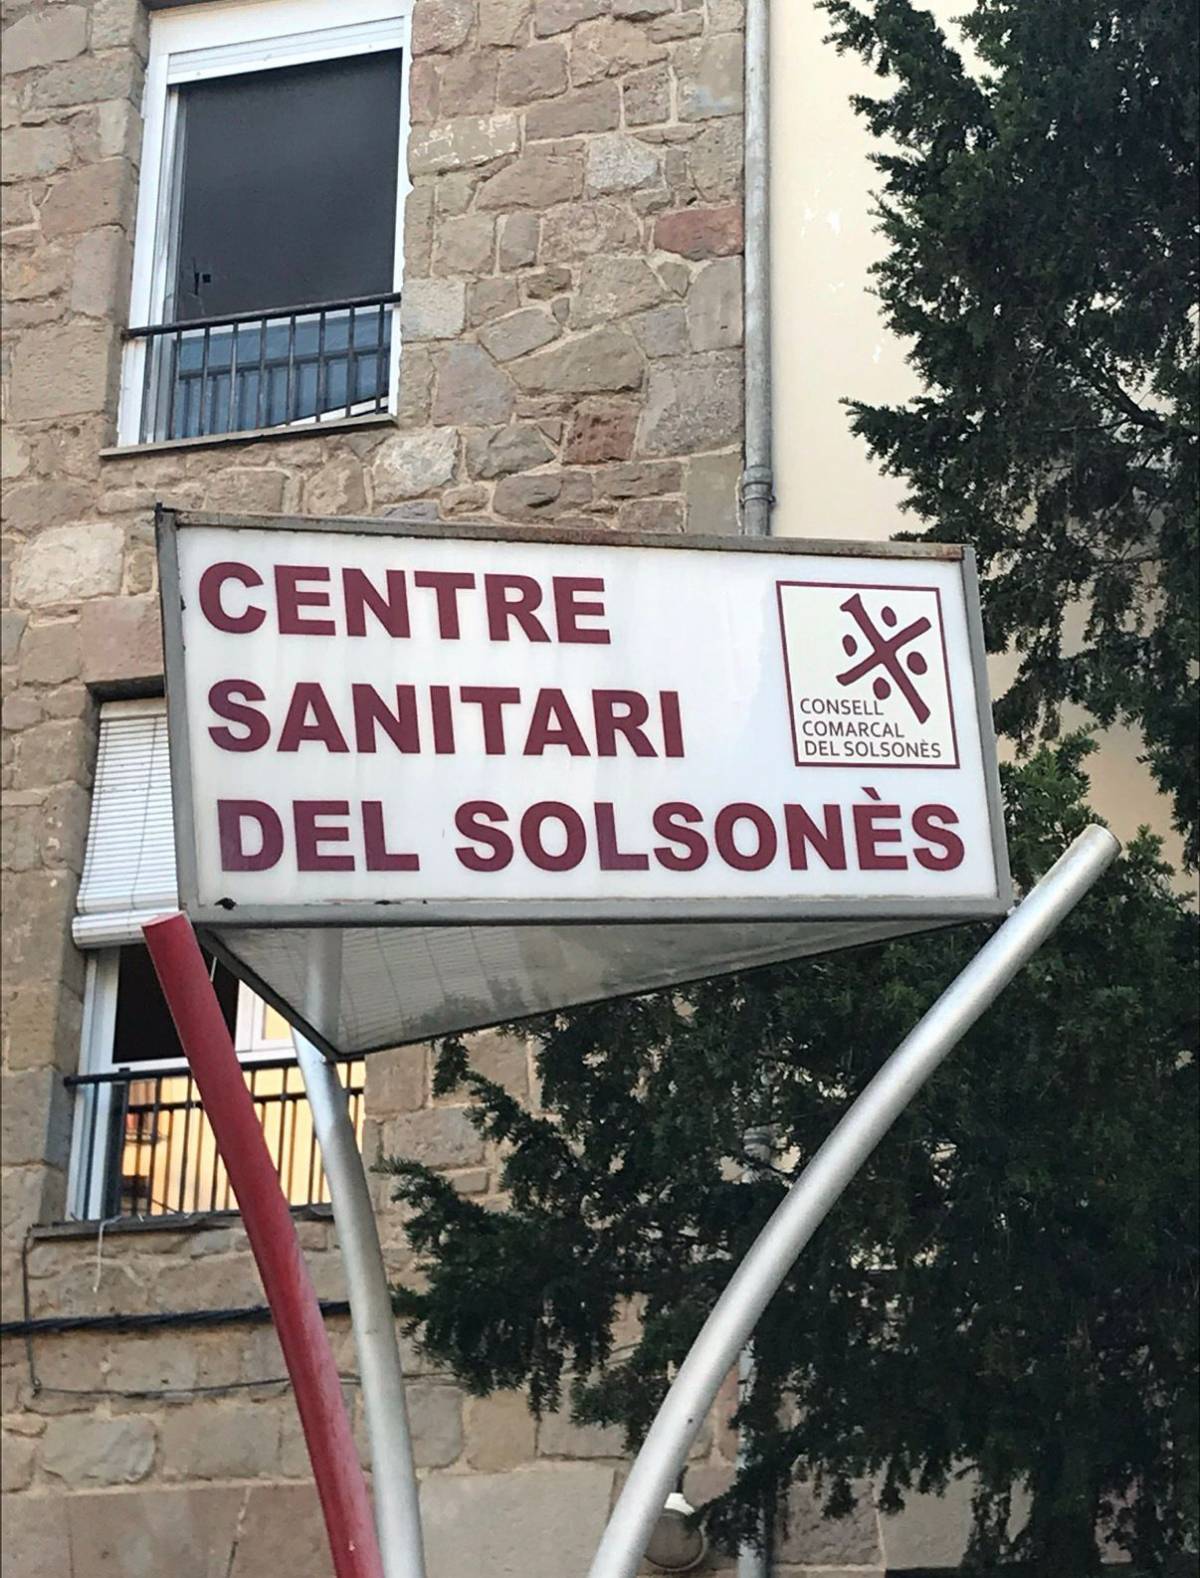 CENTRE
SANITARI
DEL SOLSONÈS
CONSELL
COMARCAL
DEL SOLSONÈS